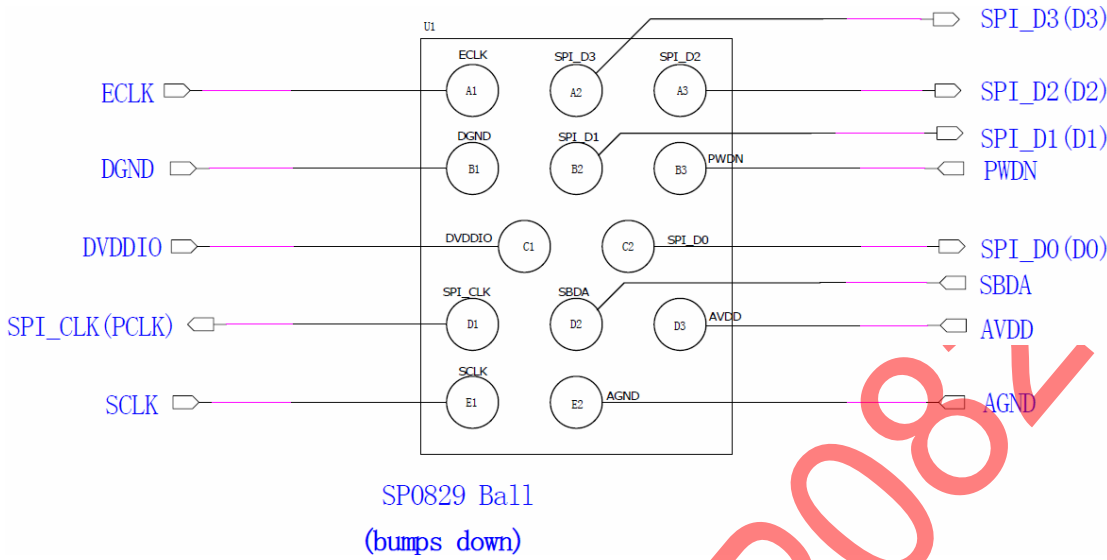 U1
SPI_D3(D3)
ECLK
SPI_D3
SPI_D2
ECLK
A1
A2
A3
SPI_D2(D2)
DGND
SPI_D1
SPI_D1(D1)
DGND
B1
B2
B3
PWDN
PWDN
DVDDIO
DVDDIO
C1
C2
SPI_D0
SPI_D0(D0)
SPI_CLK
SBDA
SBDA
SPI_CLK(PCLK)
D1
D2
D3
AVDD
AVDD
SCLK
SCLK
E1
E2
AGND
AGND
SP0829 Ball
(bumps down)